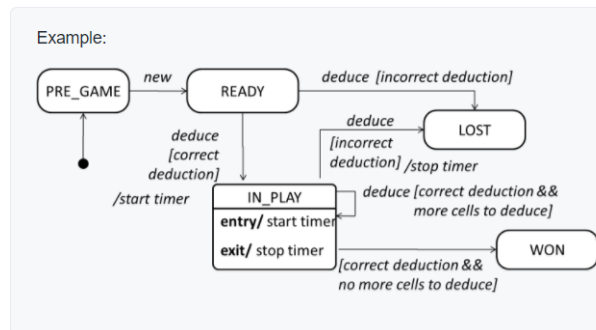 Example:
new
PRE_GAME
READY
deduce [incorrect deduction]
deduce
[correct
deduction]
/start timer
deduce
[incorrect
deduction] /stop timer
LOST
IN_PLAY
entry/ start timer
exit/ stop timer
deduce [correct deduction &&
more cells to deduce]
WON
[correct deduction &&
no more cells to deduce]